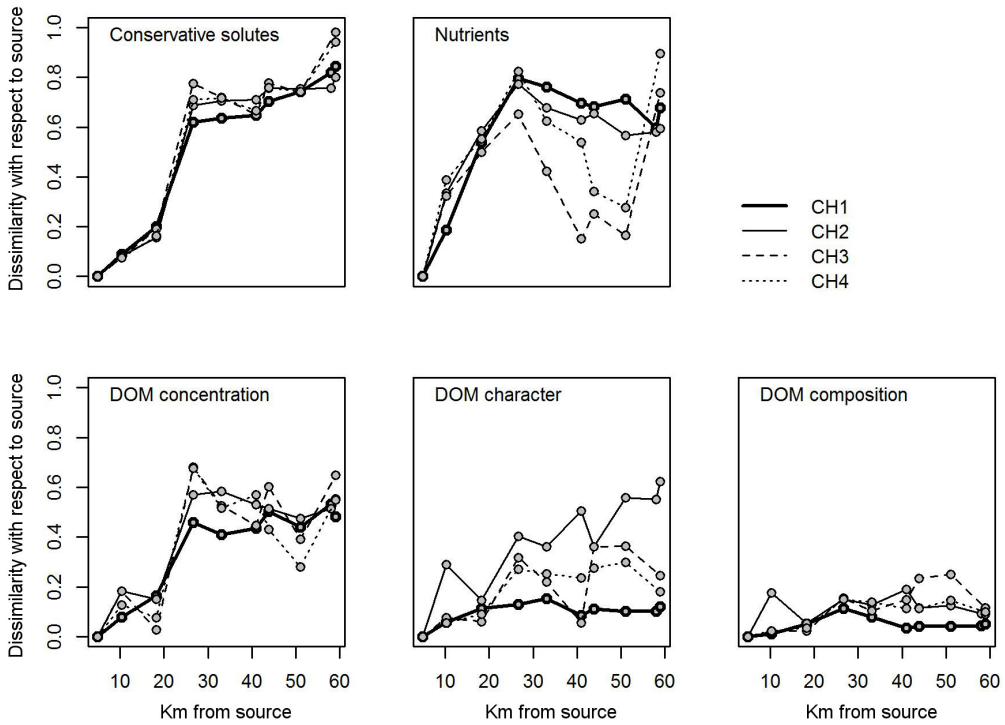 Conservative solutes
Nutrients
Dissimilarity with respect to source
0.0 0.2 0.4 0.6 0.8 1.0
CH1
CH2
CH3
CH4
DOM concentration
DOM character
DOM composition
Dissimilarity with respect to source
0.0 0.2 0.4 0.6 0.8 1.0
10 20 30 40 50 60
10 20 30 40 50 60
10 20 30 40 50 60
Km from source
Km from source
Km from source